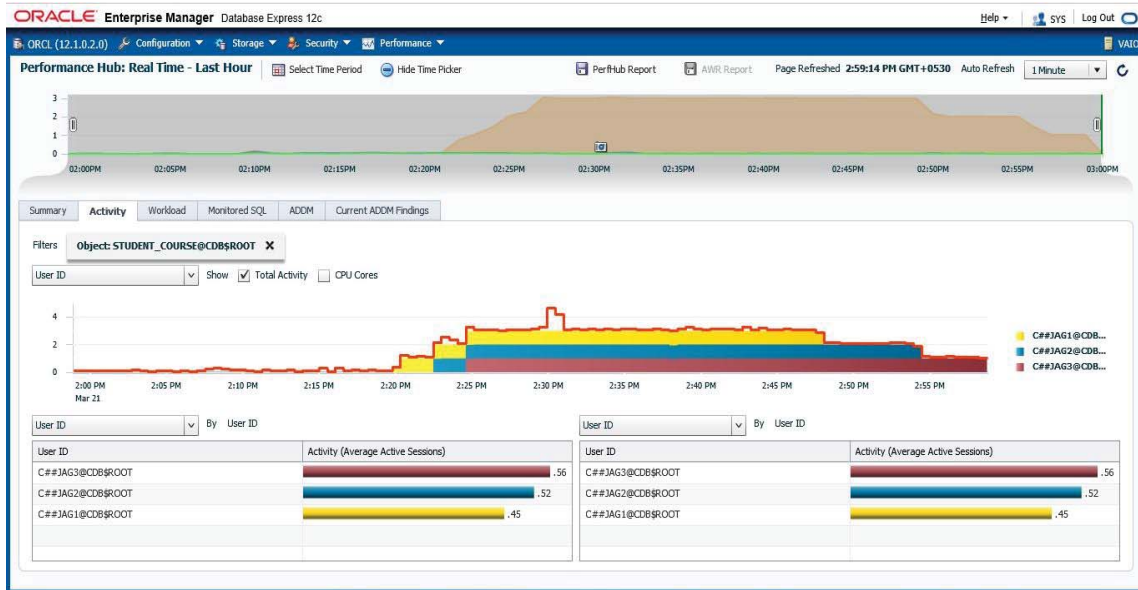 ORACLE Enterprise Manager Database Express 12c Help SYS Log Out
ORCL (12.1.0.2.0) Configuration Storage Security Performance VAIO
Performance Hub: Real Time - Last Hour Select Time Period Hide Time Picker PerfHub Report AWR Report Page Refreshed 2:59:14 PM GMT+0530 Auto Refresh 1 Minute
3
2
1
0
02:00PM 02:05PM 02:10PM 02:15PM 02:20PM 02:25PM 02:30PM 02:35PM 02:40PM 02:45PM 02:50PM 02:55PM 03:00PM
Summary Activity Workload Monitored SQL ADDM Current ADDM Findings
Filters Object: STUDENT_COURSE@CDB$ROOT X
User ID Show Total Activity CPU Cores
4
2
0
C##JAG1@CDB...
C##JAG2@CDB...
C##JAG3@CDB...
2:00 PM 2:05 PM 2:10 PM 2:15 PM 2:20 PM 2:25 PM 2:30 PM 2:35 PM 2:40 PM 2:45 PM 2:50 PM 2:55 PM
Mar 21
User ID By User ID User ID By User ID
User ID Activity (Average Active Sessions) User ID Activity (Average Active Sessions)
C##JAG3@CDB$ROOT .56 C##JAG3@CDB$ROOT .56
C##JAG2@CDB$ROOT .52 C##JAG2@CDB$ROOT .52
C##JAG1@CDB$ROOT .45 C##JAG1@CDB$ROOT .45